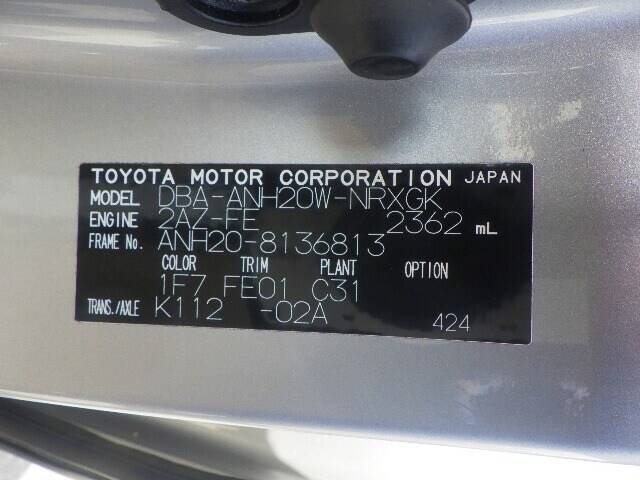 TOYOTA MOTOR CORPORATION JAPAN
MODEL DBA-ANH20W-NRXGK
ENGINE 2AZ-FE 2362 mL
FRAME No. ANH20-8136813
COLOR TRIM PLANT OPTION
1F7 FE01 C31
TRANS./AXLE K112 -02A
424